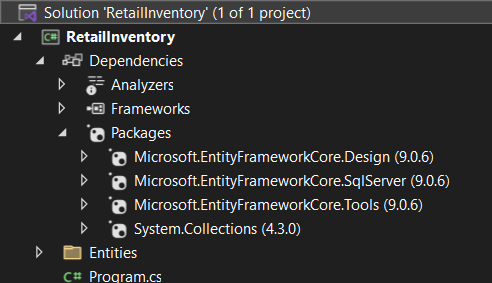 Solution 'RetailInventory' (1 of 1 project)
C# RetailInventory
Dependencies
Analyzers
Frameworks
Packages
Microsoft.EntityFrameworkCore.Design (9.0.6)
Microsoft.EntityFrameworkCore.SqlServer (9.0.6)
Microsoft.EntityFrameworkCore.Tools (9.0.6)
System.Collections (4.3.0)
Entities
C# Program.cs